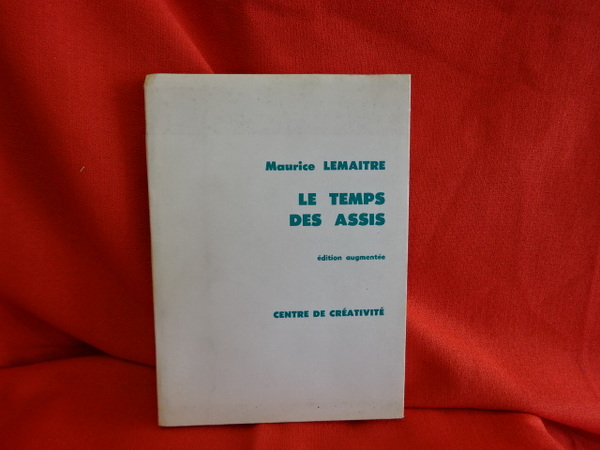 Maurice LEMAITRE
LE TEMPS
DES ASSIS
édition augmentée
CENTRE DE CRÉATIVITÉ